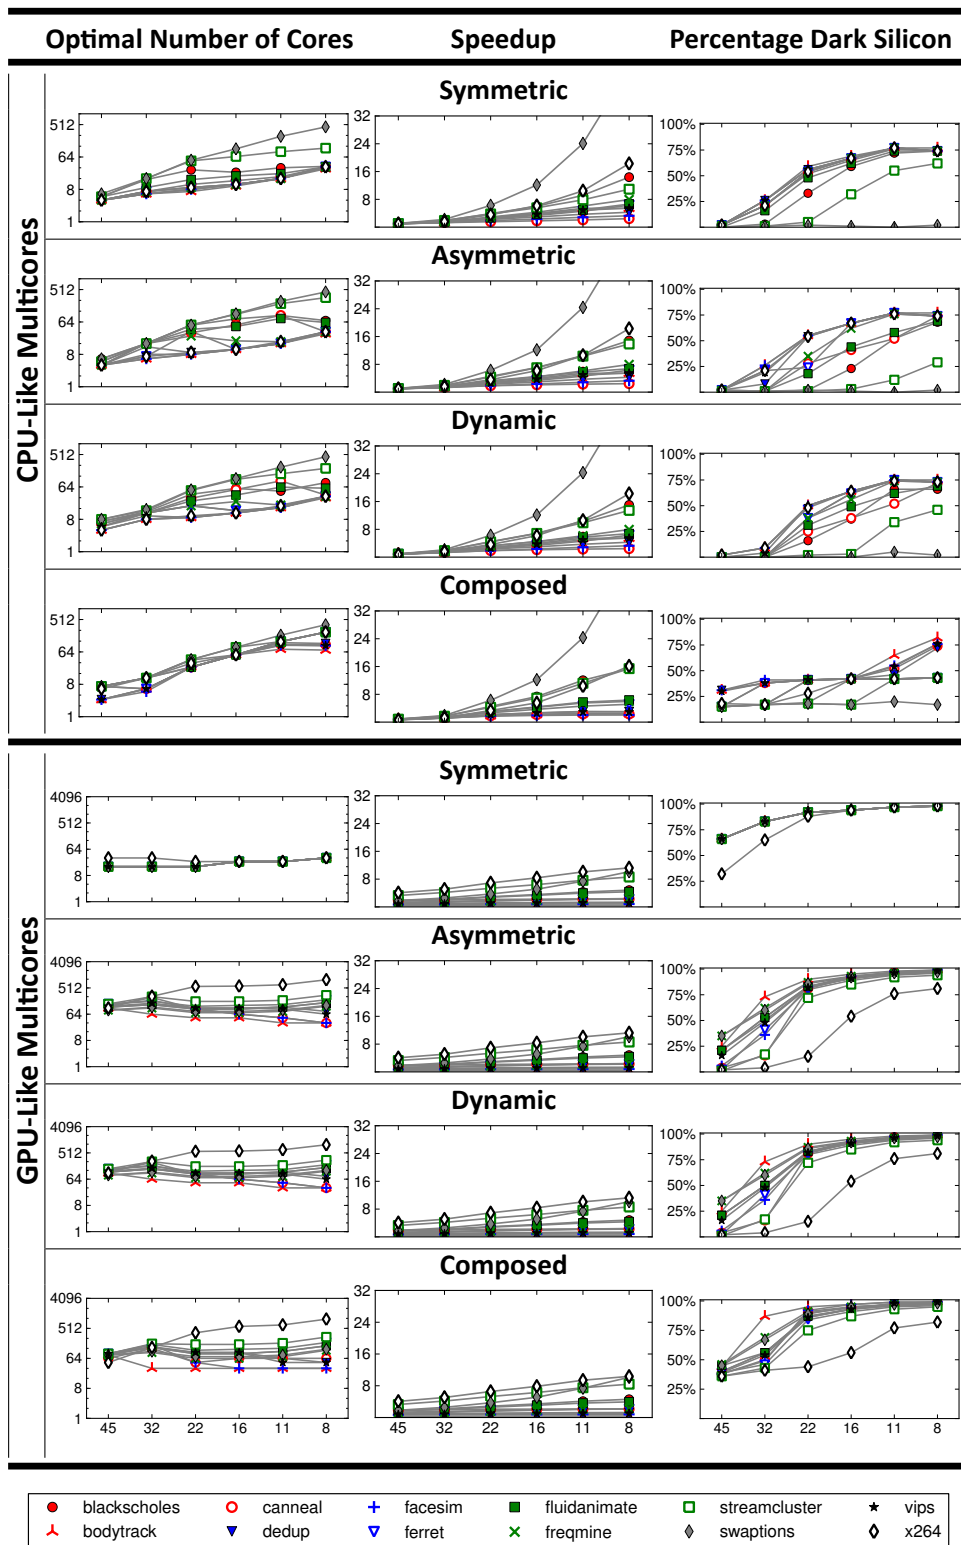 Optimal Number of Cores Speedup Percentage Dark Silicon
CPU-Like Multicores
Symmetric
512 64 8 1
32 24 16 8
100% 75% 50% 25%
Asymmetric
512 64 8 1
32 24 16 8
100% 75% 50% 25%
Dynamic
512 64 8 1
32 24 16 8
100% 75% 50% 25%
Composed
512 64 8 1
32 24 16 8
100% 75% 50% 25%
GPU-Like Multicores
Symmetric
4096 512 64 8 1
32 24 16 8
100% 75% 50% 25%
Asymmetric
4096 512 64 8 1
32 24 16 8
100% 75% 50% 25%
Dynamic
4096 512 64 8 1
32 24 16 8
100% 75% 50% 25%
Composed
4096 512 64 8 1
32 24 16 8
100% 75% 50% 25%
45 32 22 16 11 8 45 32 22 16 11 8 45 32 22 16 11 8
blackscholes canneal facesim fluidanimate streamcluster vips
bodytrack dedup ferret freqmine swaptions x264